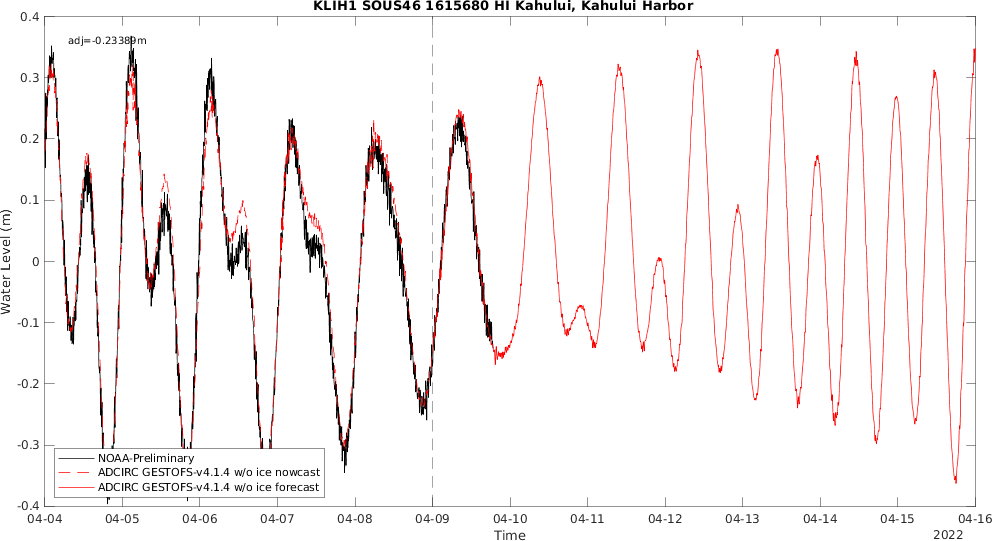 KLIH1 SOUS46 1615680 HI Kahului, Kahului Harbor
adj=-0.23389m
0.4
0.3
0.2
0.1
0
-0.1
-0.2
-0.3
-0.4
Water Level (m)
NOAA-Preliminary
ADCIRC GESTOFS-v4.1.4 w/o ice nowcast
ADCIRC GESTOFS-v4.1.4 w/o ice forecast
04-04 04-05 04-06 04-07 04-08 04-09 04-10 04-11 04-12 04-13 04-14 04-15 04-16
Time
2022